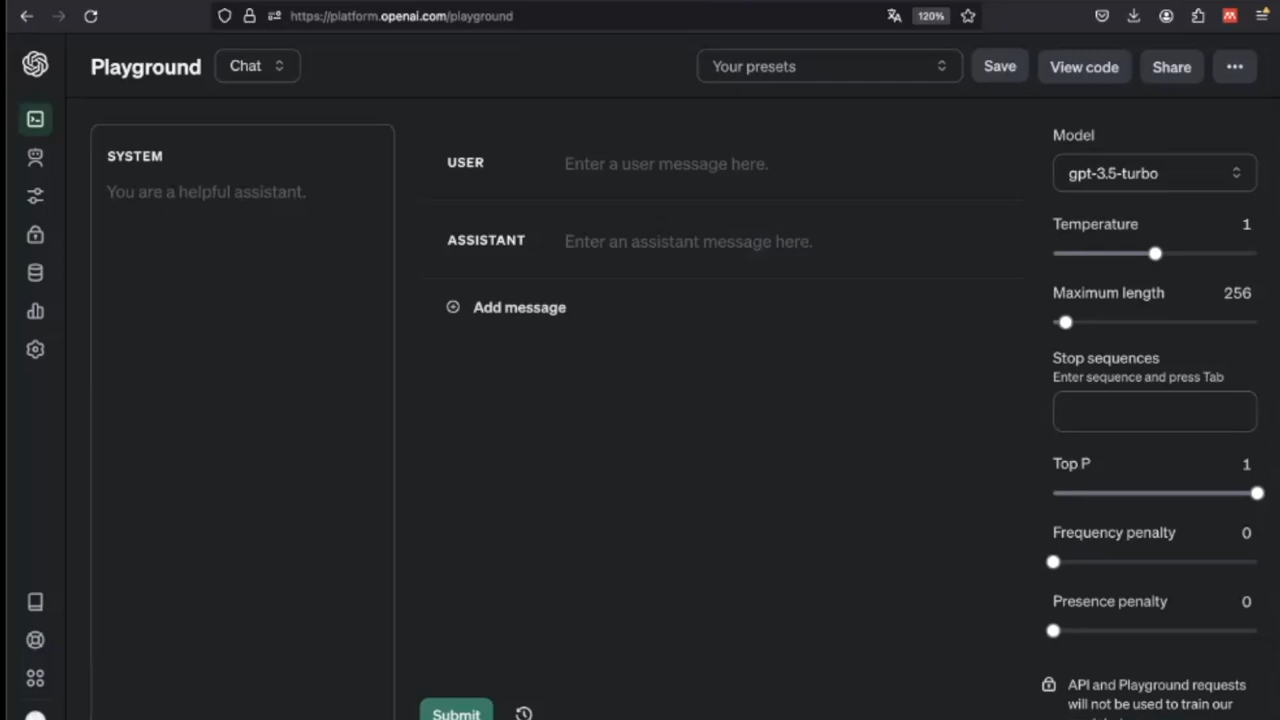 https://platform.openai.com/playground
120%
Playground
Chat
Your presets
Save
View code
Share
SYSTEM
You are a helpful assistant.
USER
Enter a user message here.
ASSISTANT
Enter an assistant message here.
Add message
Submit
Model
gpt-3.5-turbo
Temperature 1
Maximum length 256
Stop sequences
Enter sequence and press Tab
Top P 1
Frequency penalty 0
Presence penalty 0
API and Playground requests
will not be used to train our